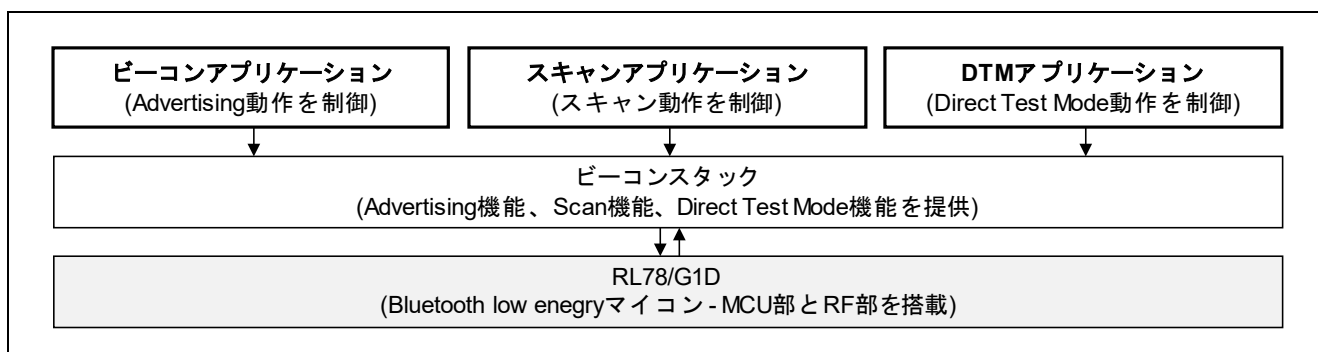 ビーコンアプリケーション
(Advertising動作を制御)
スキャンアプリケーション
(スキャン動作を制御)
DTMアプリケーション
(Direct Test Mode動作を制御)
ビーコンスタック
(Advertising機能、Scan機能、Direct Test Mode機能を提供)
RL78/G1D
(Bluetooth low enegryマイコン - MCU部とRF部を搭載)